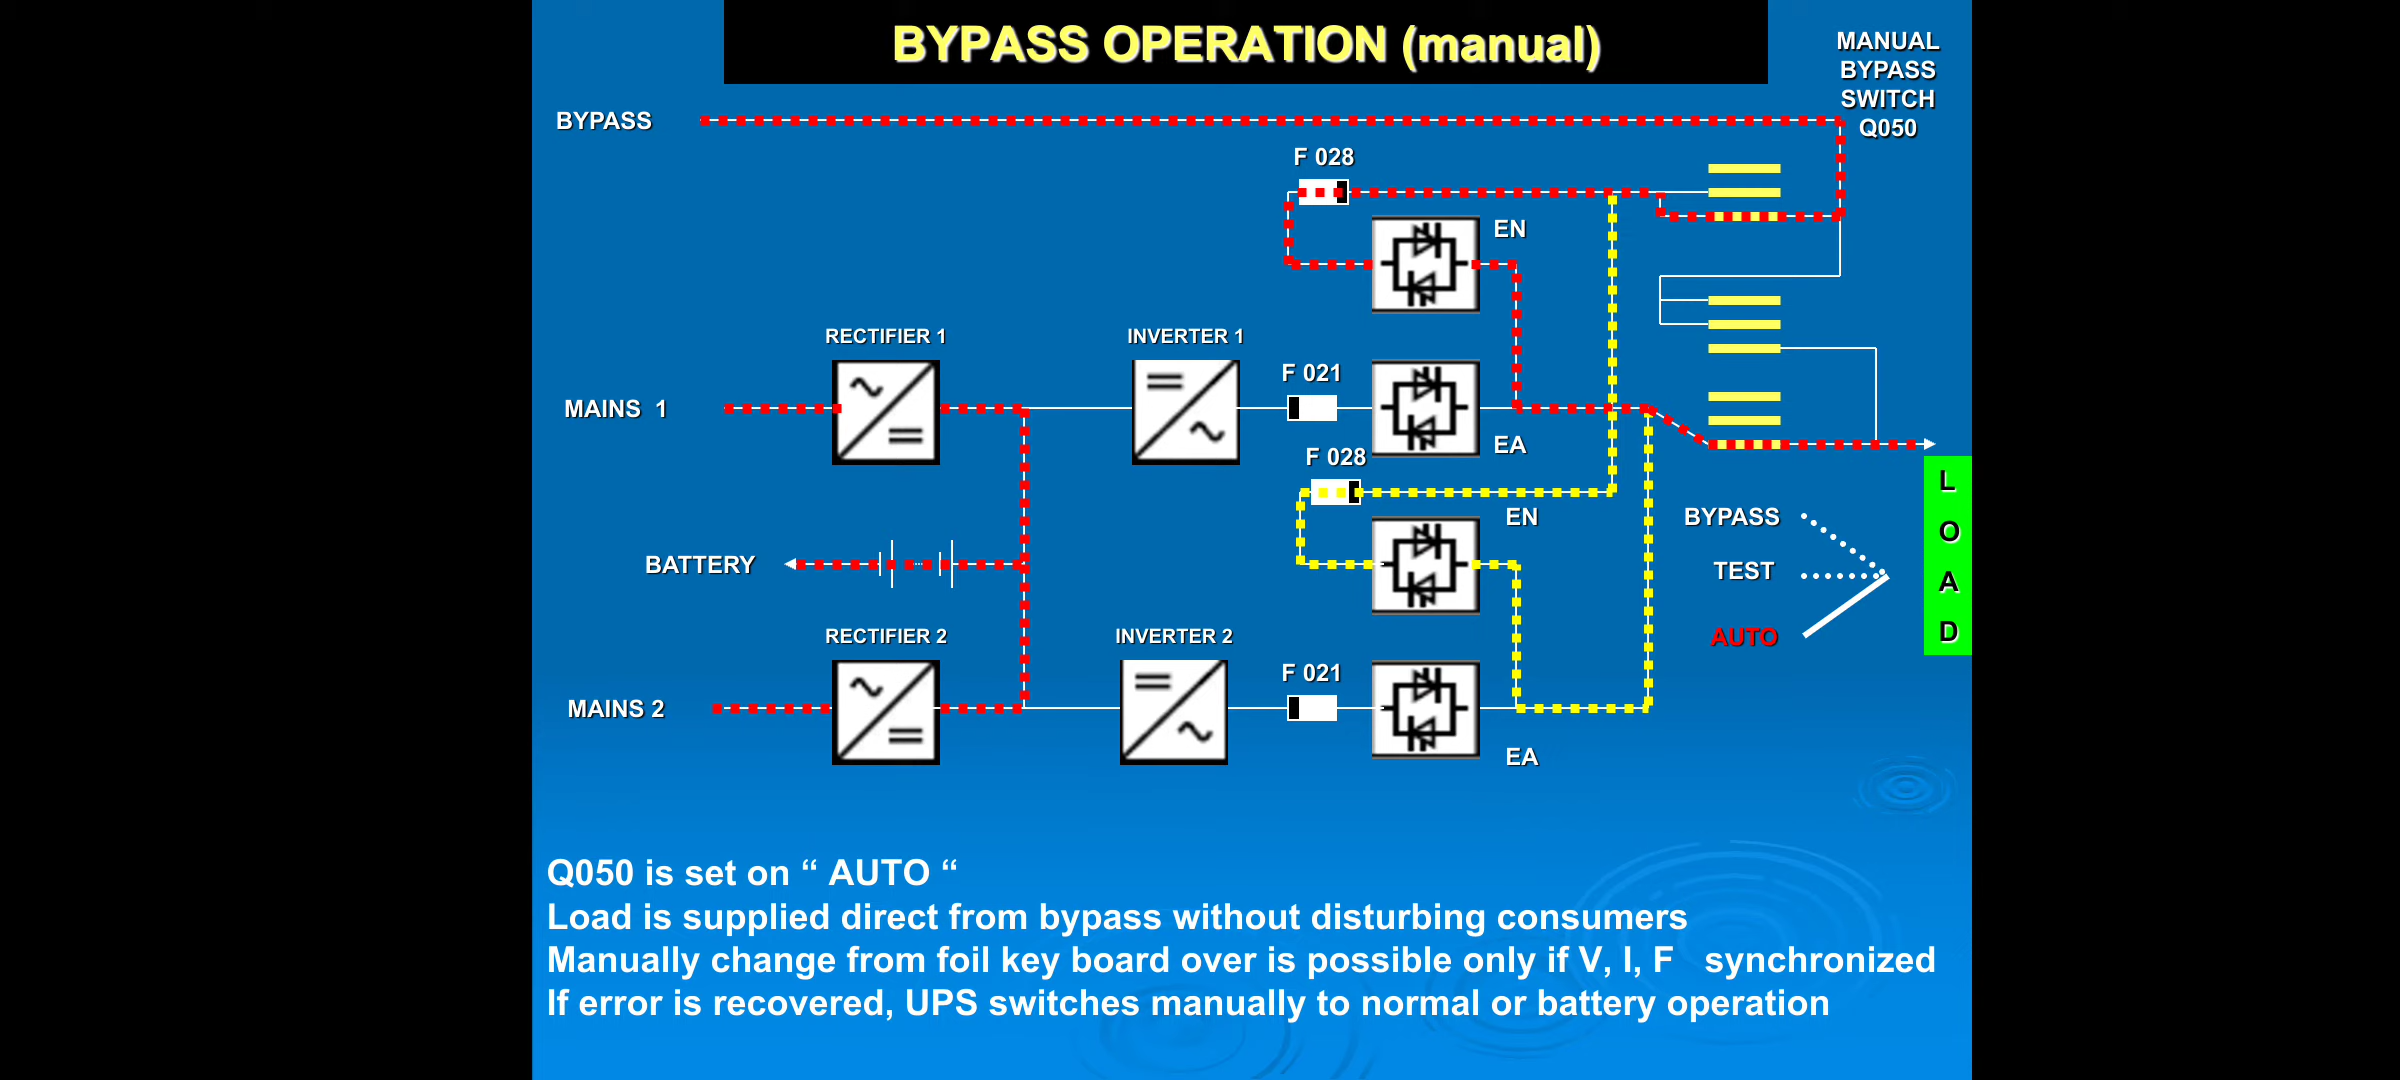 BYPASS OPERATION (manual)
MANUAL
BYPASS
SWITCH
Q050
BYPASS
F 028
EN
RECTIFIER 1
INVERTER 1
F 021
MAINS 1
EA
F 028
EN
BYPASS
TEST
AUTO
L
O
A
D
BATTERY
RECTIFIER 2
INVERTER 2
F 021
MAINS 2
EA
Q050 is set on “ AUTO “
Load is supplied direct from bypass without disturbing consumers
Manually change from foil key board over is possible only if V, I, F synchronized
If error is recovered, UPS switches manually to normal or battery operation